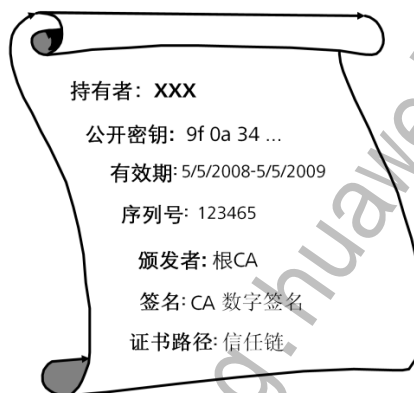 持有者：XXX
公开密钥: 9f 0a 34 ...
有效期: 5/5/2008-5/5/2009
序列号: 123465
颁发者: 根CA
签名: CA 数字签名
证书路径: 信任链
g.huawe